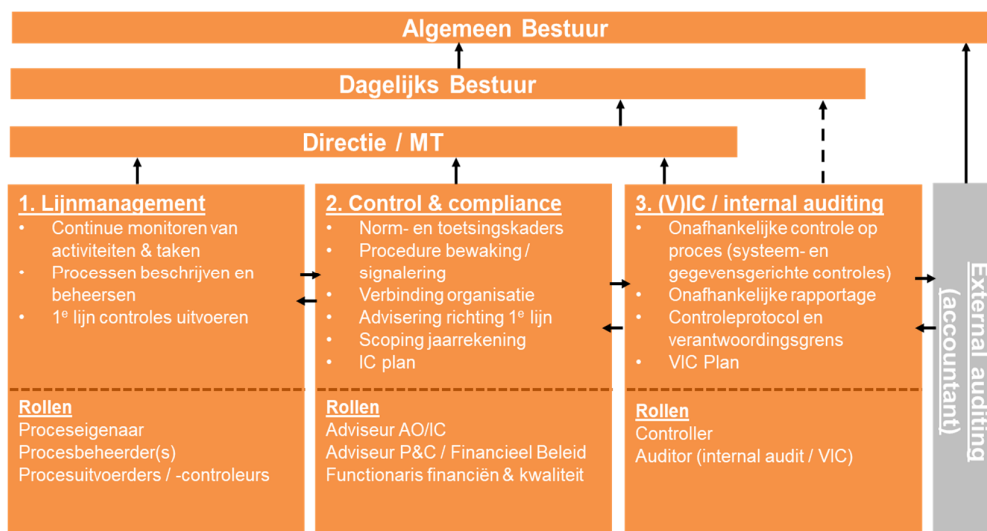 Algemeen Bestuur
Dagelijks Bestuur
Directie / MT
1. Lijnmanagement
• Continue monitoren van
activiteiten & taken
• Processen beschrijven en
beheersen
• 1e lijn controles uitvoeren
Rollen
Proceseigenaar
Procesbeheerder(s)
Procesuitvoerders / -controleurs
2. Control & compliance
• Norm- en toetsingskaders
• Procedure bewaking /
signalering
• Verbinding organisatie
• Advisering richting 1e lijn
• Scoping jaarrekening
• IC plan
Rollen
Adviseur AO/IC
Adviseur P&C / Financieel Beleid
Functionaris financiën & kwaliteit
3. (V)IC / internal auditing
• Onafhankelijke controle op
proces (systeem- en
gegevensgerichte controles)
• Onafhankelijke rapportage
• Controleprotocol en
verantwoordingsgrens
• VIC Plan
Rollen
Controller
Auditor (internal audit / VIC)
External auditing
(accountant)